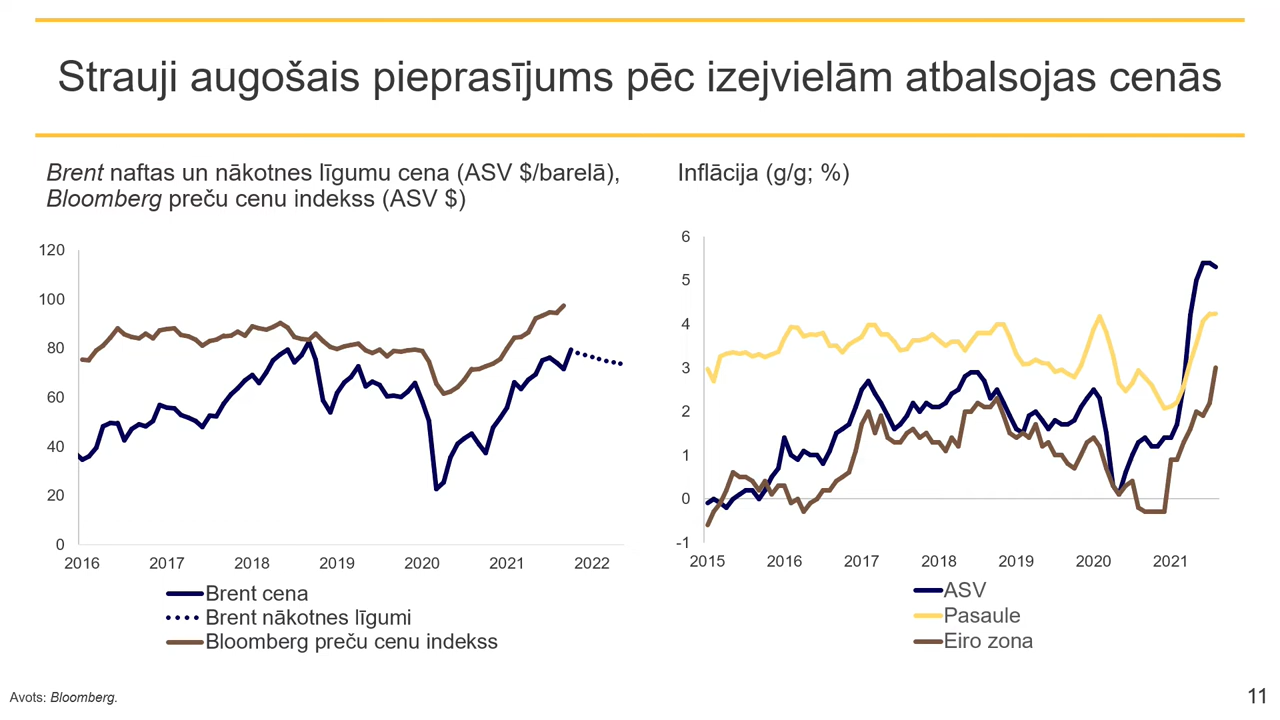 Strauji augošais pieprasījums pēc izejvielām atbalsojas cenās
Brent naftas un nākotnes līgumu cena (ASV $/barelā),
Bloomberg preču cenu indekss (ASV $)
120
100
80
60
40
20
0
2016 2017 2018 2019 2020 2021 2022
Brent cena
Brent nākotnes līgumi
Bloomberg preču cenu indekss
Inflācija (g/g; %)
6
5
4
3
2
1
0
-1
2015 2016 2017 2018 2019 2020 2021
ASV
Pasaule
Eiro zona
Avots: Bloomberg.
11